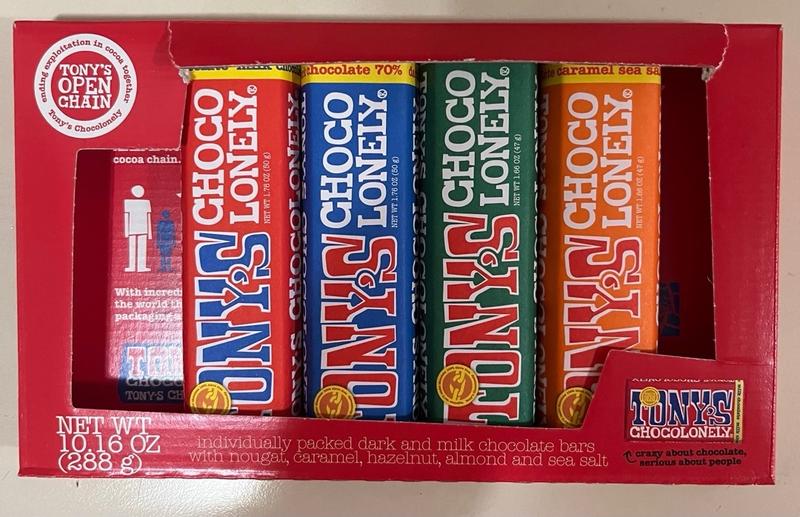 ending exploitation in cocoa together
TONY'S
OPEN
CHAIN
Tony's Chocolonely
cocoa chain.
With incredi
the world th
packaging a
TONY'S CH
NET WT
10.16 OZ
(288 g)
milk choco
TONY'S
CHOCO
LONELY
NET WT 1.76 OZ (50 g)
chocolate 70%
TONY'S
CHOCO
LONELY
NET WT 1.76 OZ (50 g)
TONY'S
CHOCO
LONELY
NET WT 1.66 OZ (47 g)
caramel sea sa
TONY'S
CHOCO
LONELY
NET WT 1.66 OZ (47 g)
individually packed dark and milk chocolate bars
with nougat, caramel, hazelnut, almond and sea salt
TONY'S
CHOCOLONELY
crazy about chocolate,
serious about people